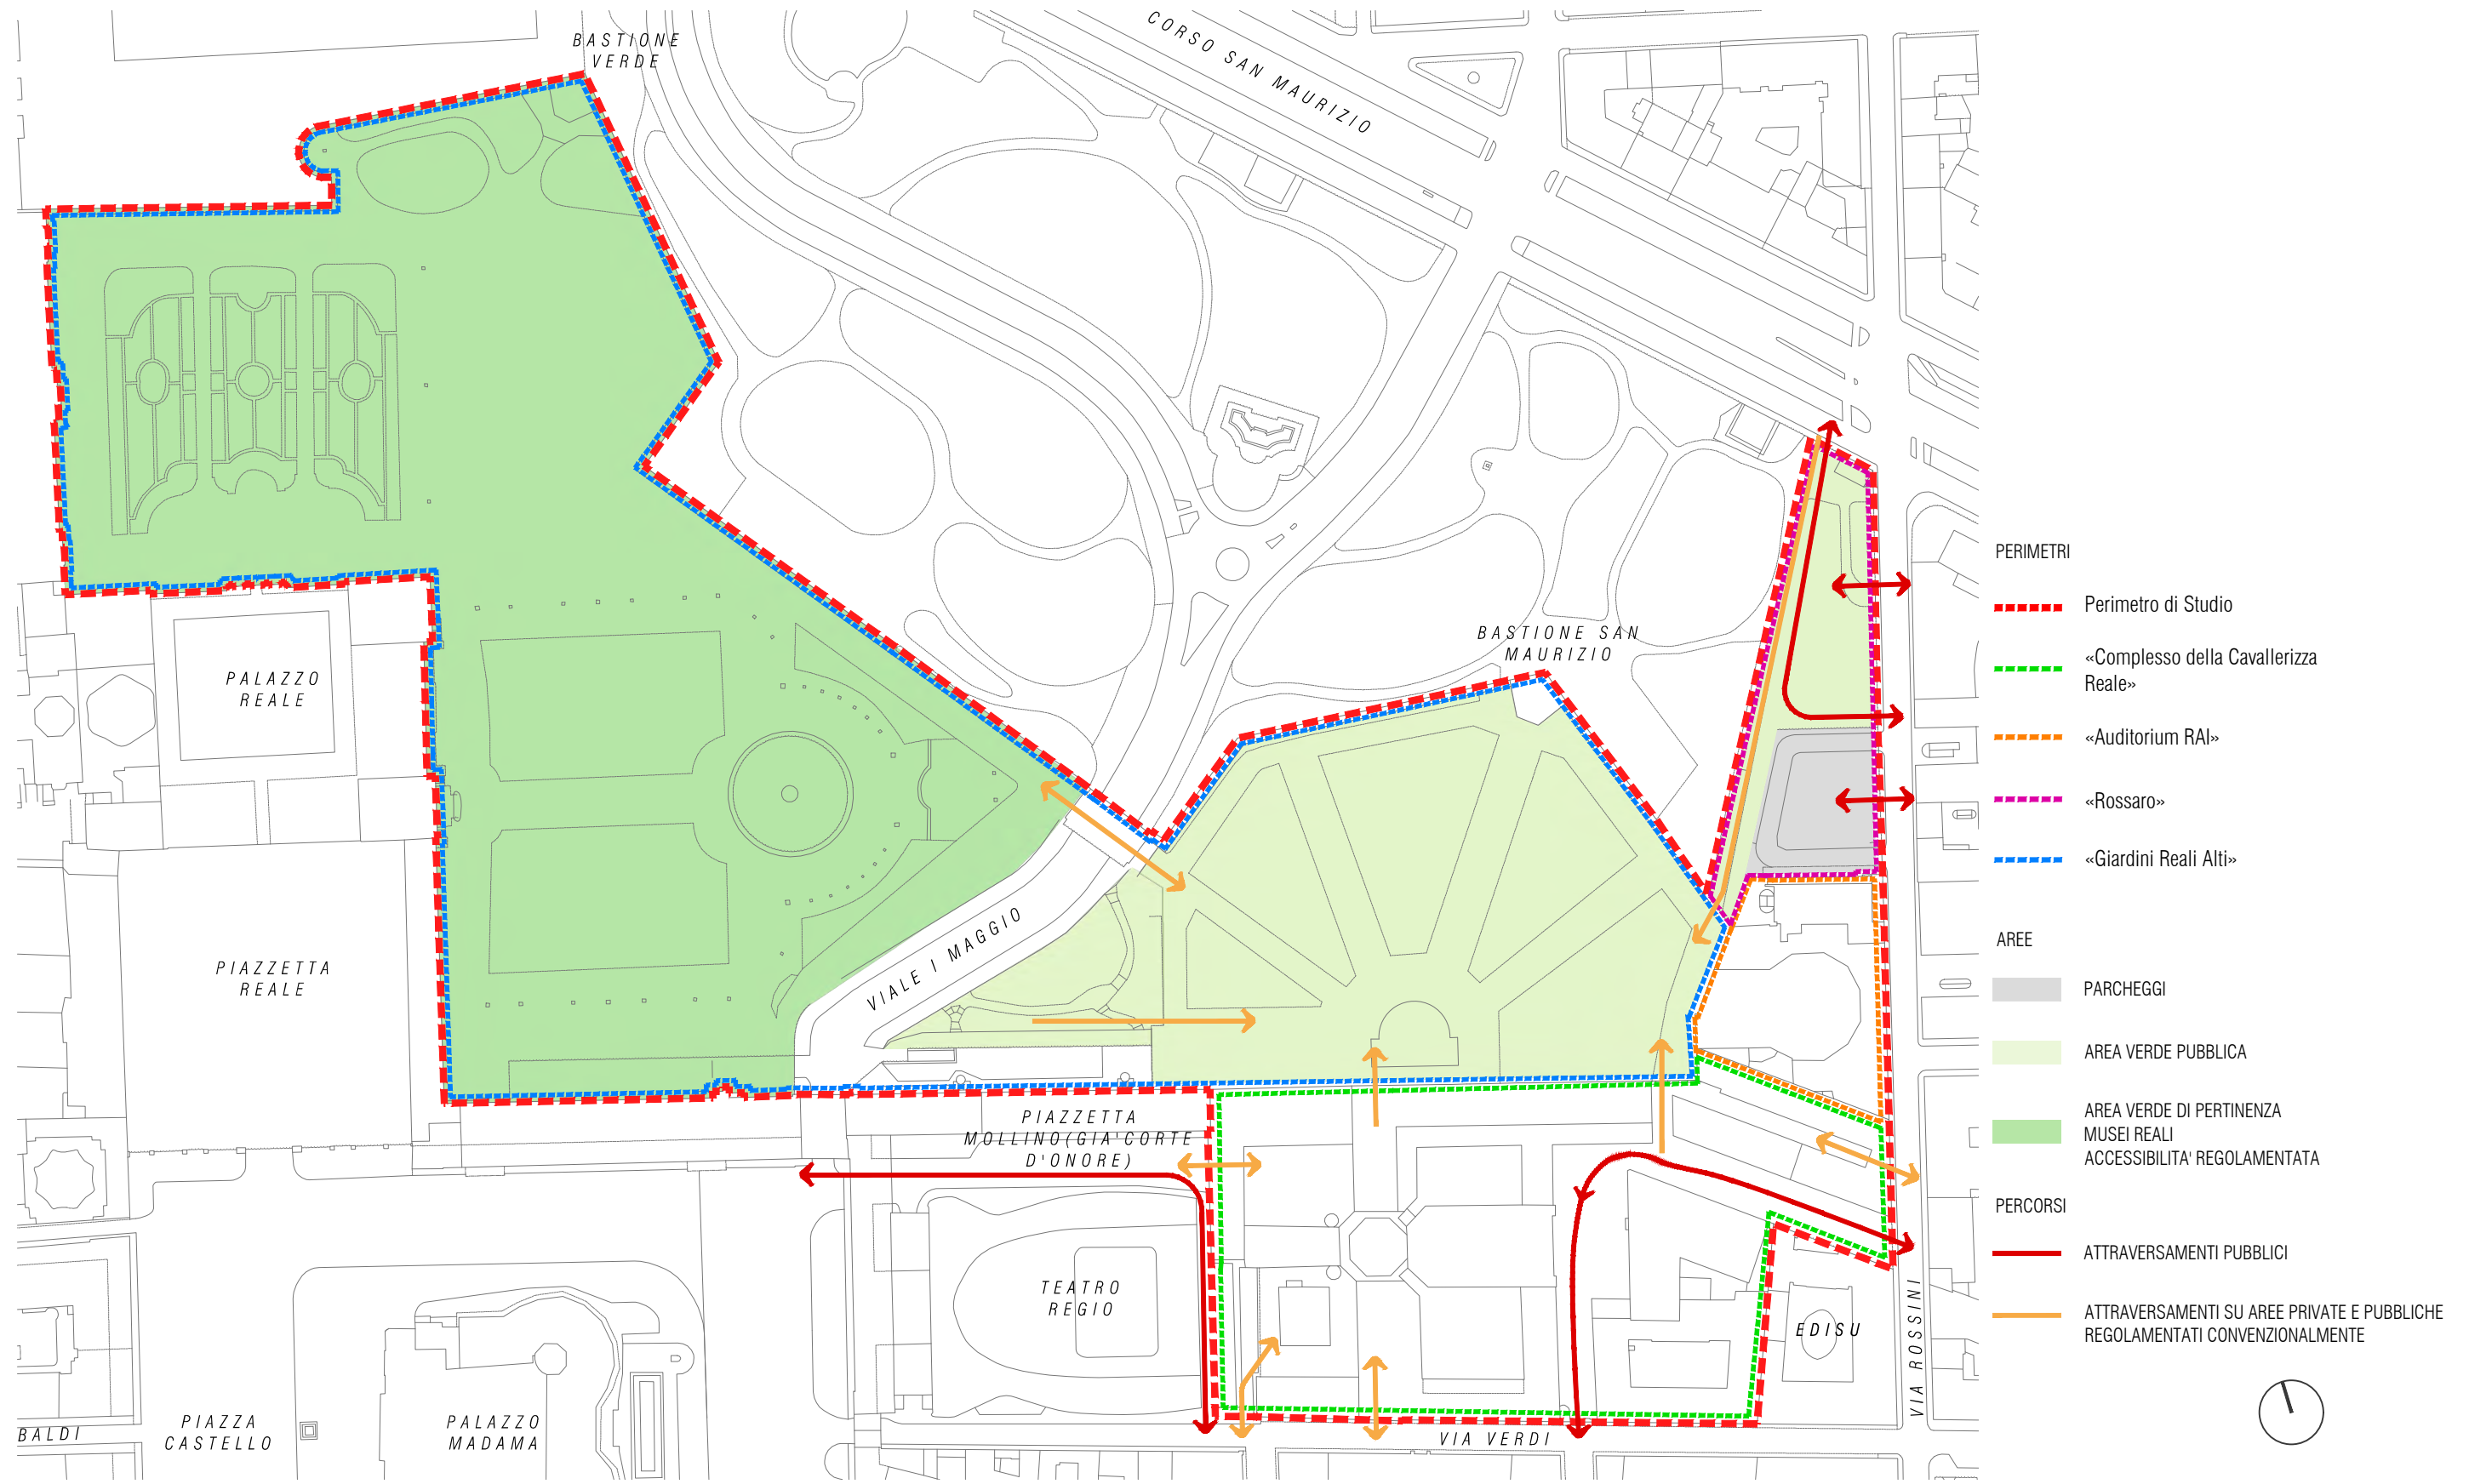 BASTIONE
VERDE
CORSO SAN MAURIZIO
BASTIONE SAN
MAURIZIO
PALAZZO
REALE
PIAZZETTA
REALE
VIALE I MAGGIO
PIAZZETTA
MOLLINO(GIA'CORTE
D'ONORE)
TEATRO
REGIO
EDISU
VIA ROSSINI
PIAZZA
CASTELLO
PALAZZO
MADAMA
BALDI
VIA VERDI
PERIMETRI
Perimetro di Studio
«Complesso della Cavallerizza
Reale»
«Auditorium RAI»
«Rossaro»
«Giardini Reali Alti»
AREE
PARCHEGGI
AREA VERDE PUBBLICA
AREA VERDE DI PERTINENZA
MUSEI REALI
ACCESSIBILITA' REGOLAMENTATA
PERCORSI
ATTRAVERSAMENTI PUBBLICI
ATTRAVERSAMENTI SU AREE PRIVATE E PUBBLICHE
REGOLAMENTATI CONVENZIONALMENTE